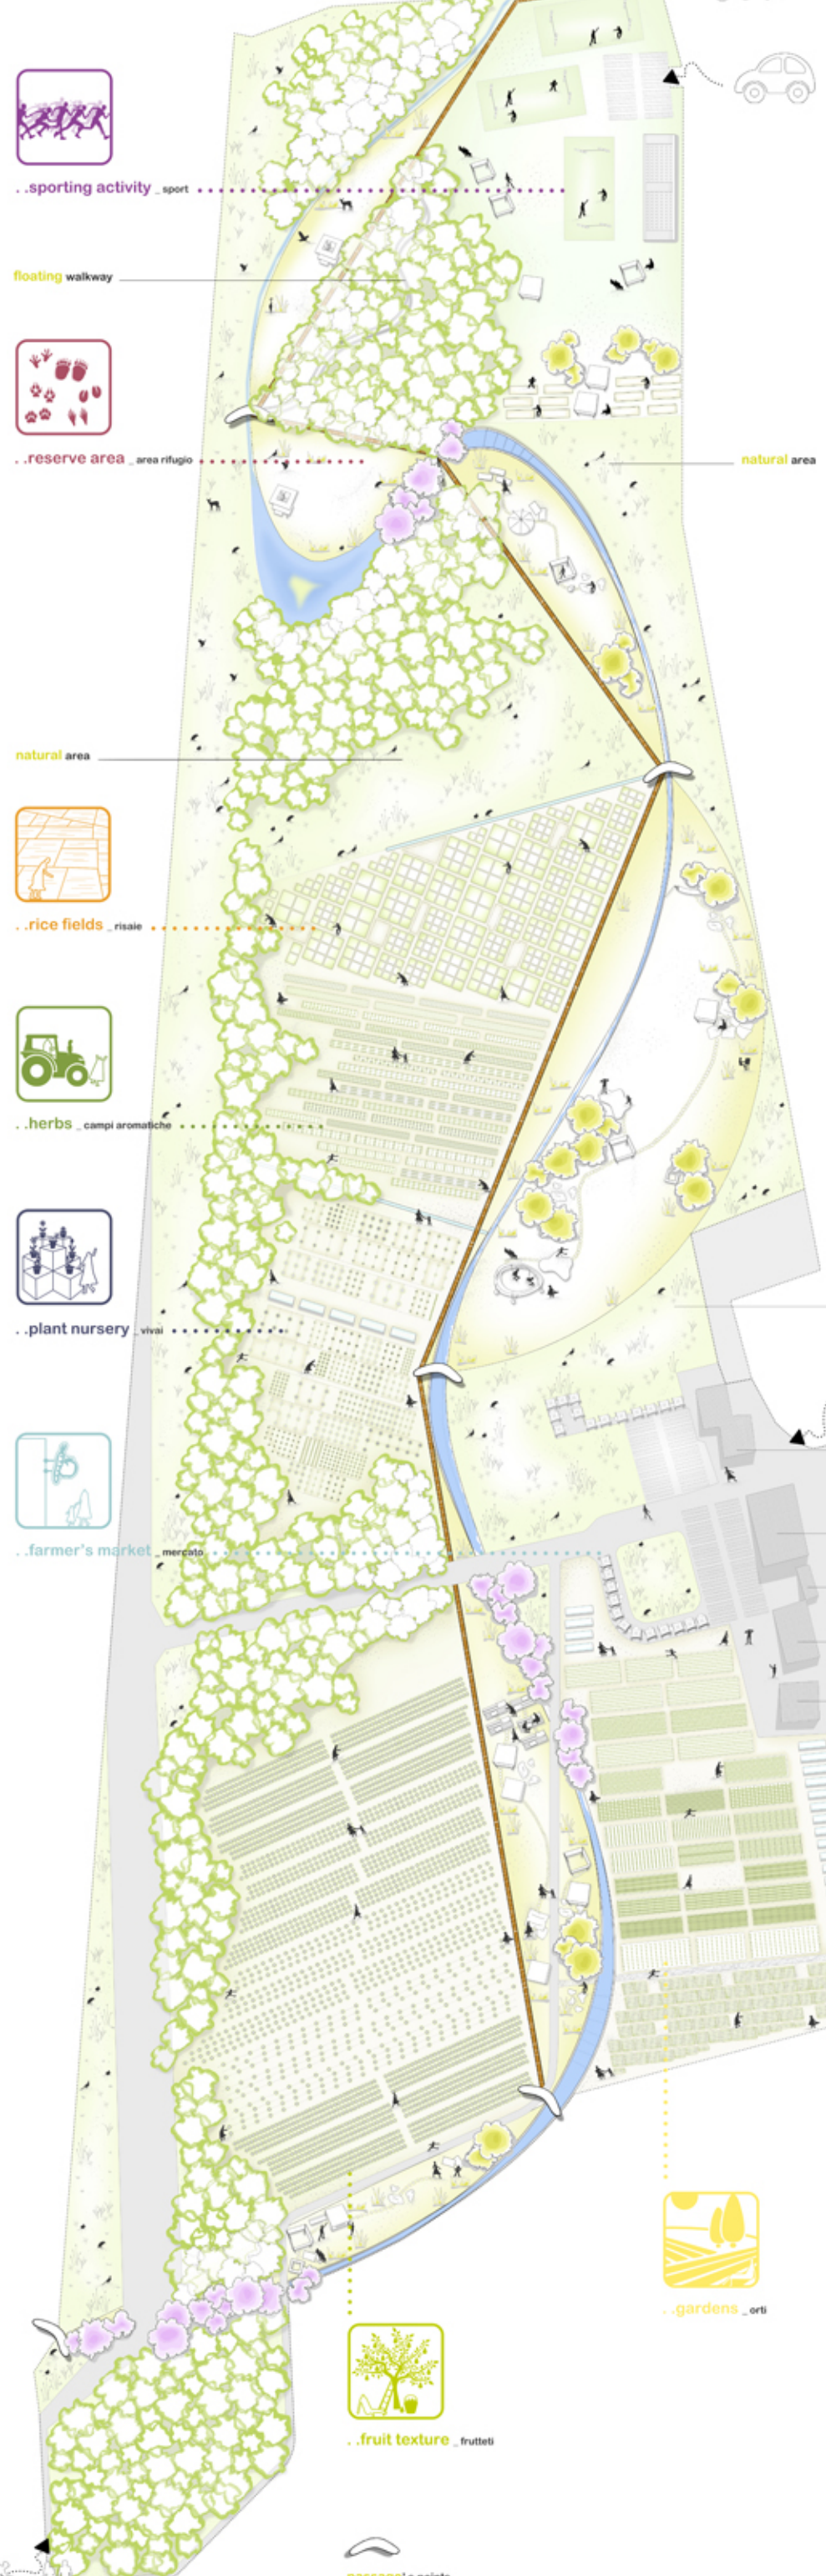 . .sporting activity _ sport
floating walkway
. .reserve area _ area rifugio
natural area
natural area
. .rice fields _ risaie
. .herbs _ campi aromatiche
. .plant nursery _ vivai
. .farmer's market _ mercato
. .gardens _ orti
. .fruit texture _ frutteti